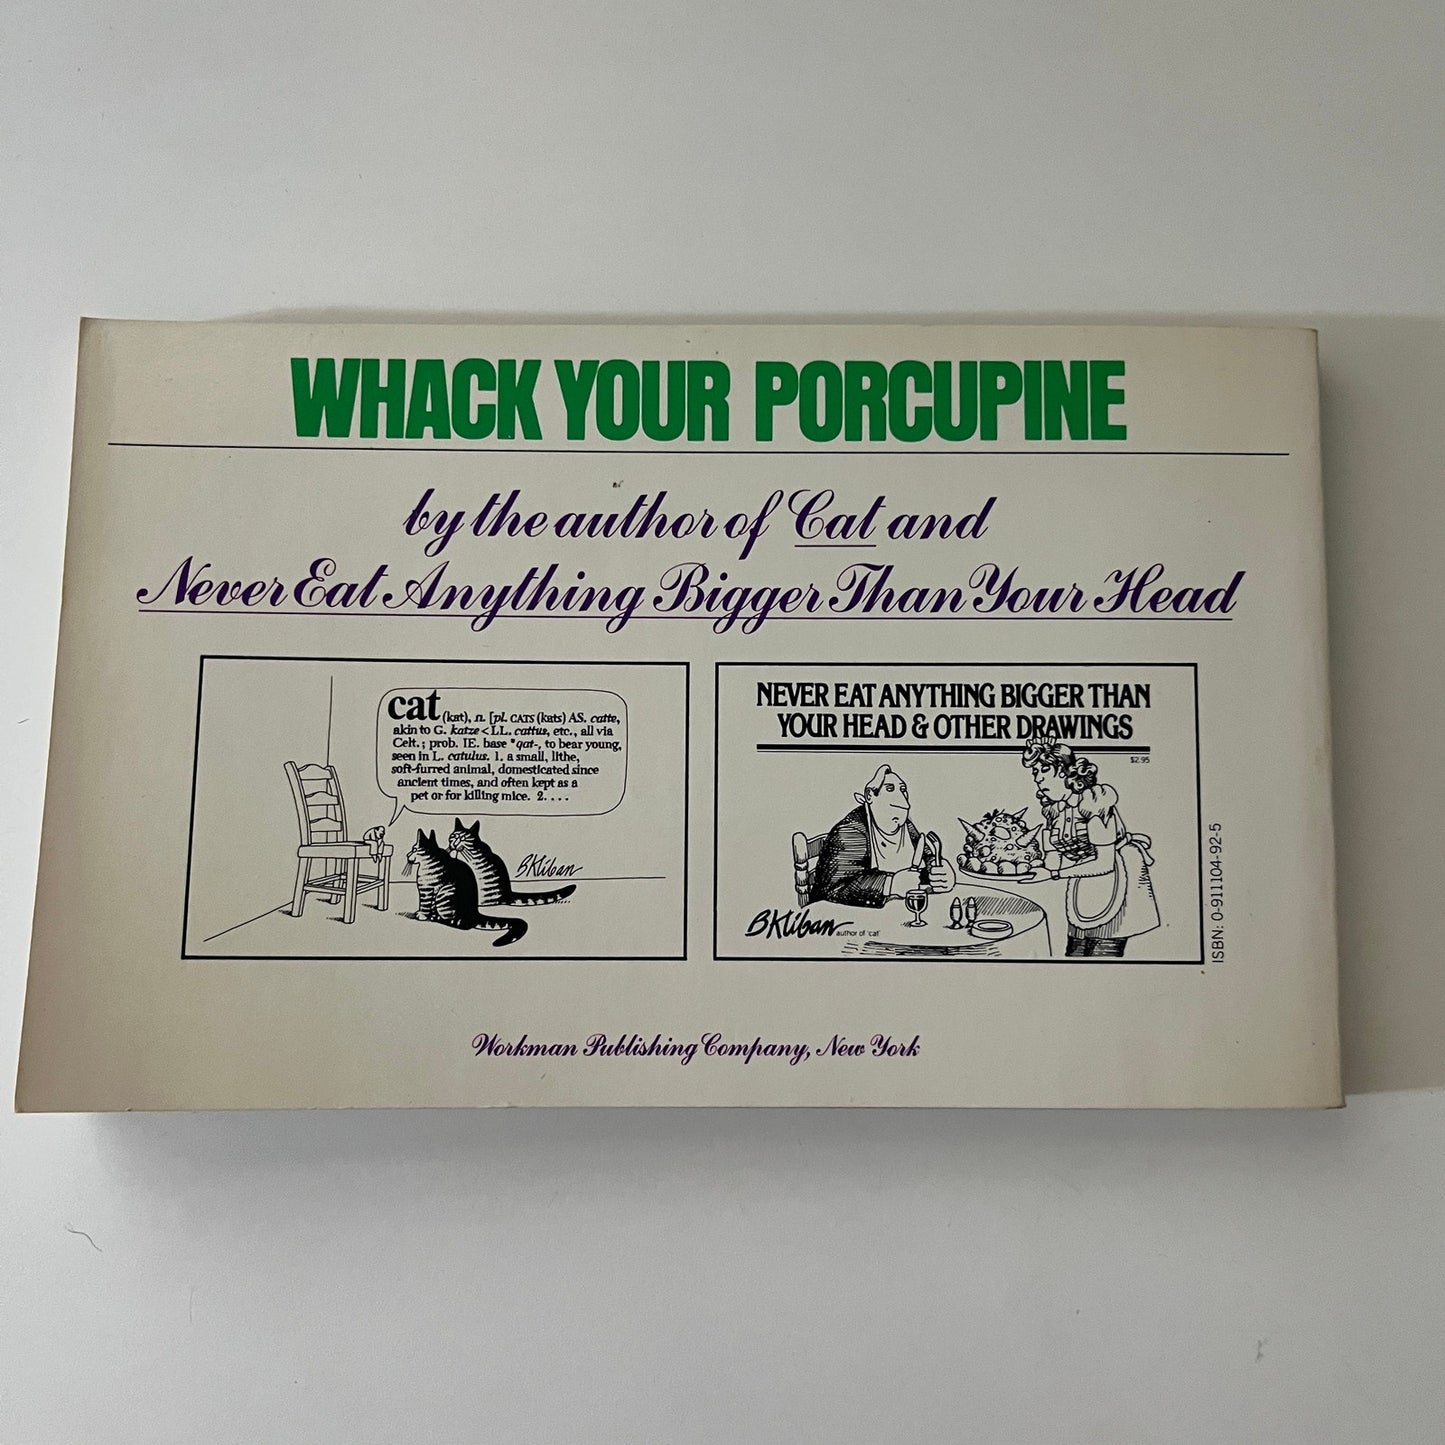 WHACK YOUR PORCUPINE
by the author of Cat and
Never Eat Anything Bigger Than Your Head
cat (kat), n. [pl. CATS (kats) AS. catte,
akin to G. katze < LL. cattus, etc., all via
Celt.; prob. IE. base *qat-, to bear young,
seen in L. catulus. 1. a small, lithe,
soft-furred animal, domesticated since
ancient times, and often kept as a
pet or for killing mice. 2. . . .
B Kliban
NEVER EAT ANYTHING BIGGER THAN
YOUR HEAD & OTHER DRAWINGS
$2.95
B Kliban author of 'cat'
ISBN: 0-911104-92-5
Workman Publishing Company, New York